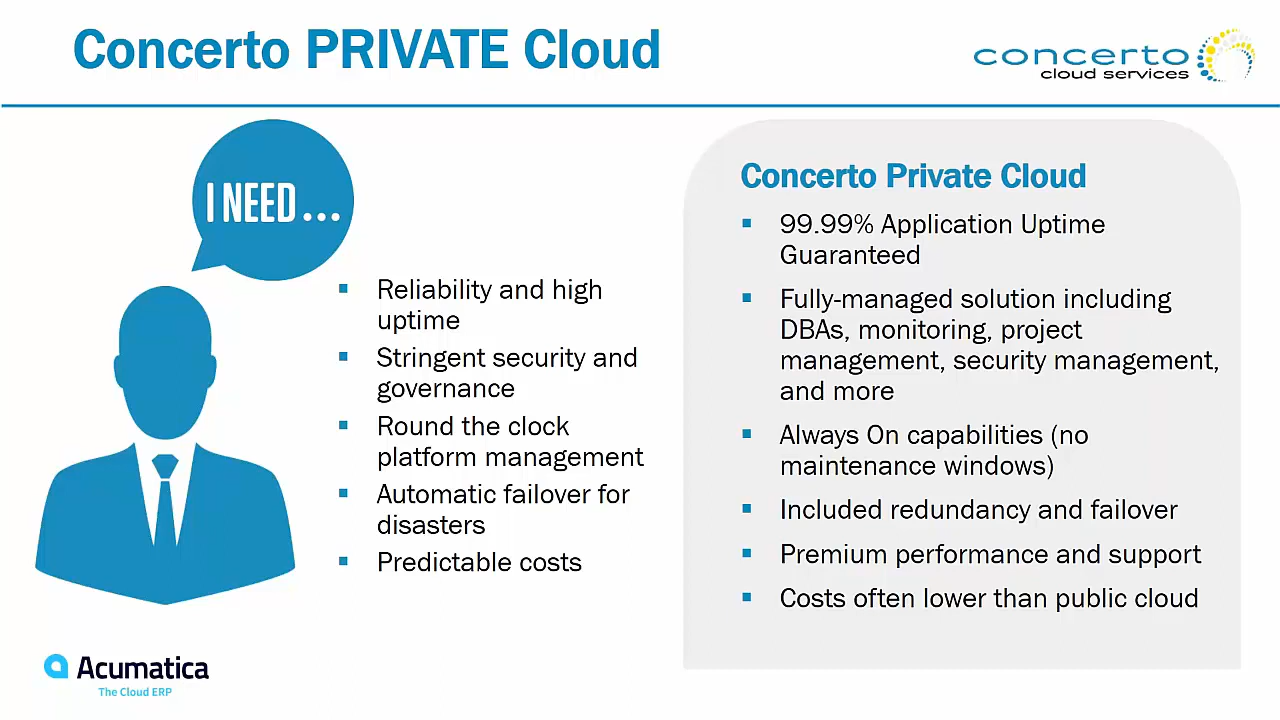 Concerto PRIVATE Cloud
concerto
cloud services
I NEED ...
▪ Reliability and high
uptime
▪ Stringent security and
governance
▪ Round the clock
platform management
▪ Automatic failover for
disasters
▪ Predictable costs
Concerto Private Cloud
▪ 99.99% Application Uptime
Guaranteed
▪ Fully-managed solution including
DBAs, monitoring, project
management, security management,
and more
▪ Always On capabilities (no
maintenance windows)
▪ Included redundancy and failover
▪ Premium performance and support
▪ Costs often lower than public cloud
Acumatica
The Cloud ERP